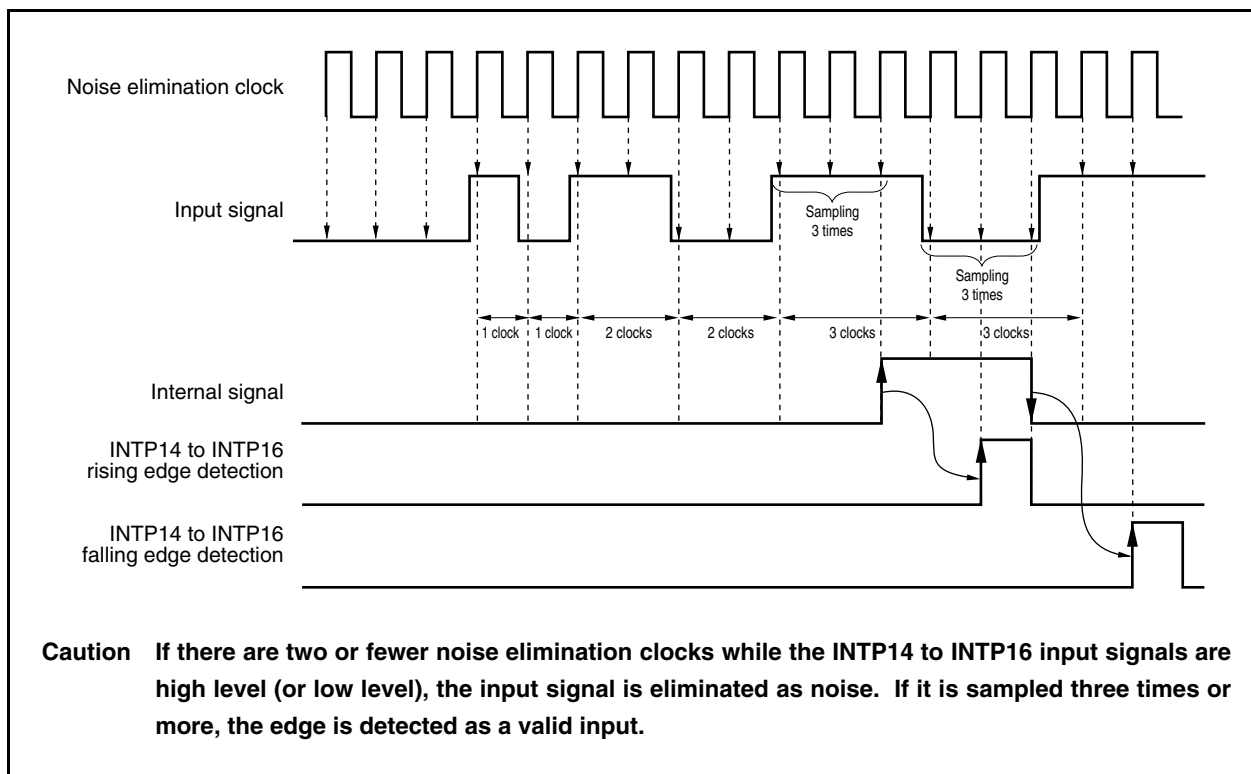 Noise elimination clock
Input signal
Sampling
3 times
Sampling
3 times
1 clock
1 clock
2 clocks
2 clocks
3 clocks
3 clocks
Internal signal
INTP14 to INTP16
rising edge detection
INTP14 to INTP16
falling edge detection
Caution If there are two or fewer noise elimination clocks while the INTP14 to INTP16 input signals are
high level (or low level), the input signal is eliminated as noise. If it is sampled three times or
more, the edge is detected as a valid input.